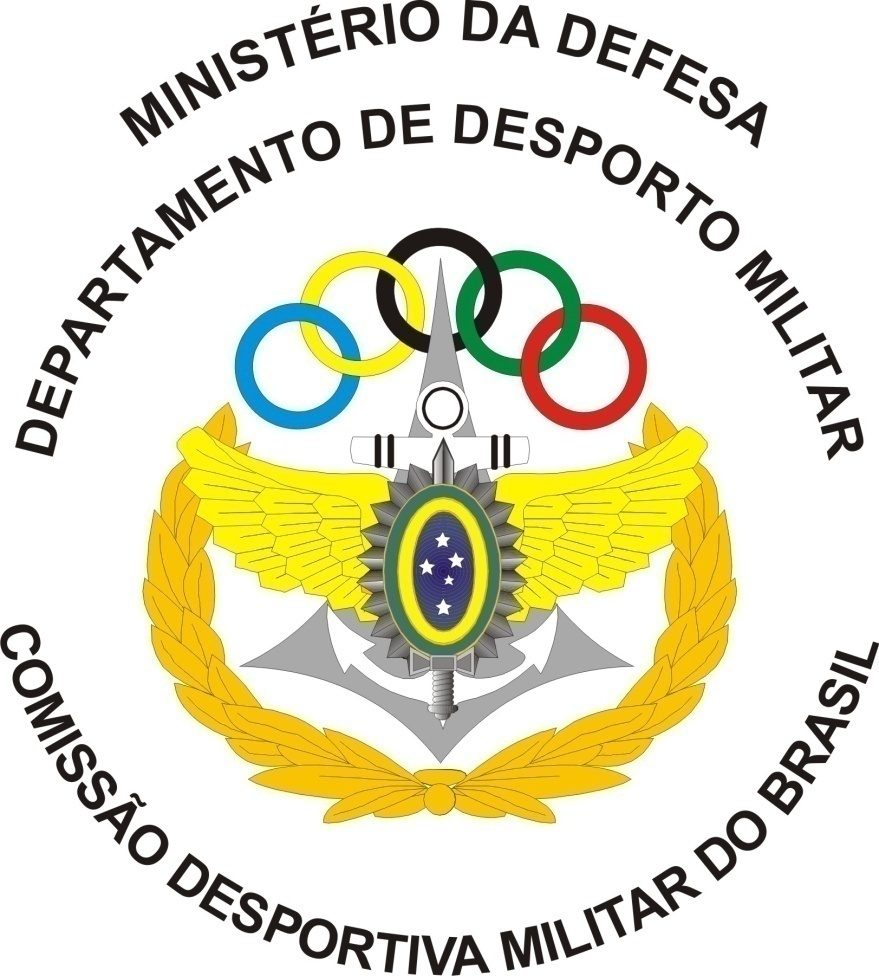 MINISTÉRIO DA DEFESA
DEPARTAMENTO DE DESPORTO MILITAR
COMISSÃO DESPORTIVA MILITAR DO BRASIL